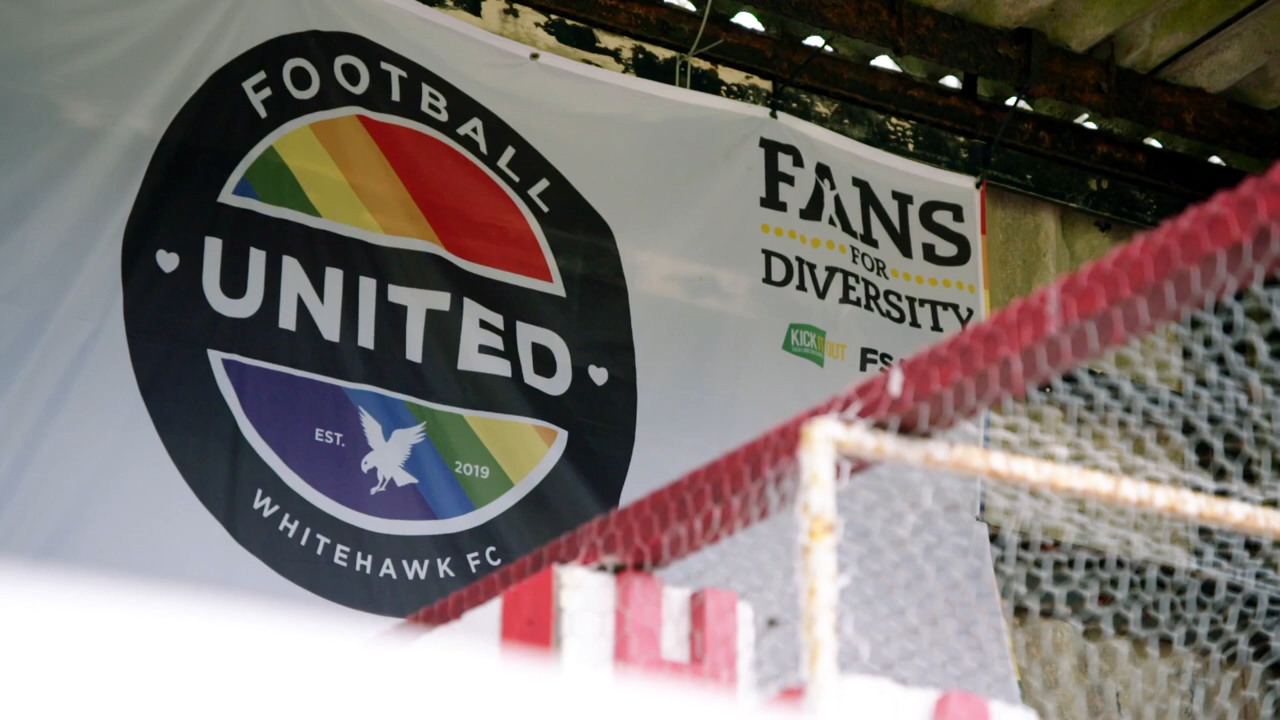 FOOTBALL
UNITED
EST.
2019
WHITEHAWK FC
FANS
FOR
DIVERSITY
KICK IT OUT